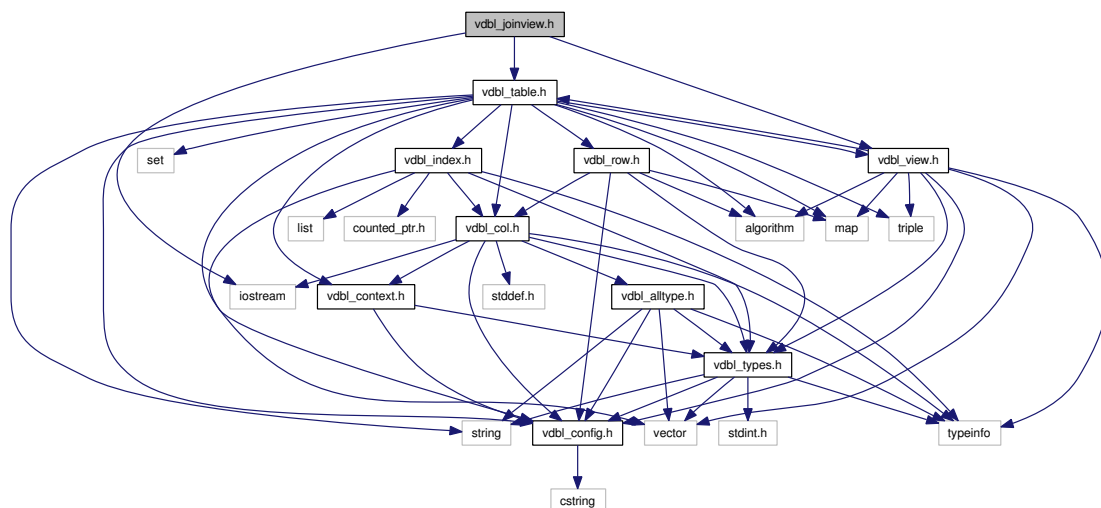 vdbl_joinview.h
vdbl_table.h
set
vdbl_index.h
vdbl_row.h
vdbl_view.h
list
counted_ptr.h
vdbl_col.h
algorithm
map
triple
iostream
vdbl_context.h
stddef.h
vdbl_alltype.h
vdbl_types.h
string
vdbl_config.h
vector
stdint.h
typeinfo
cstring